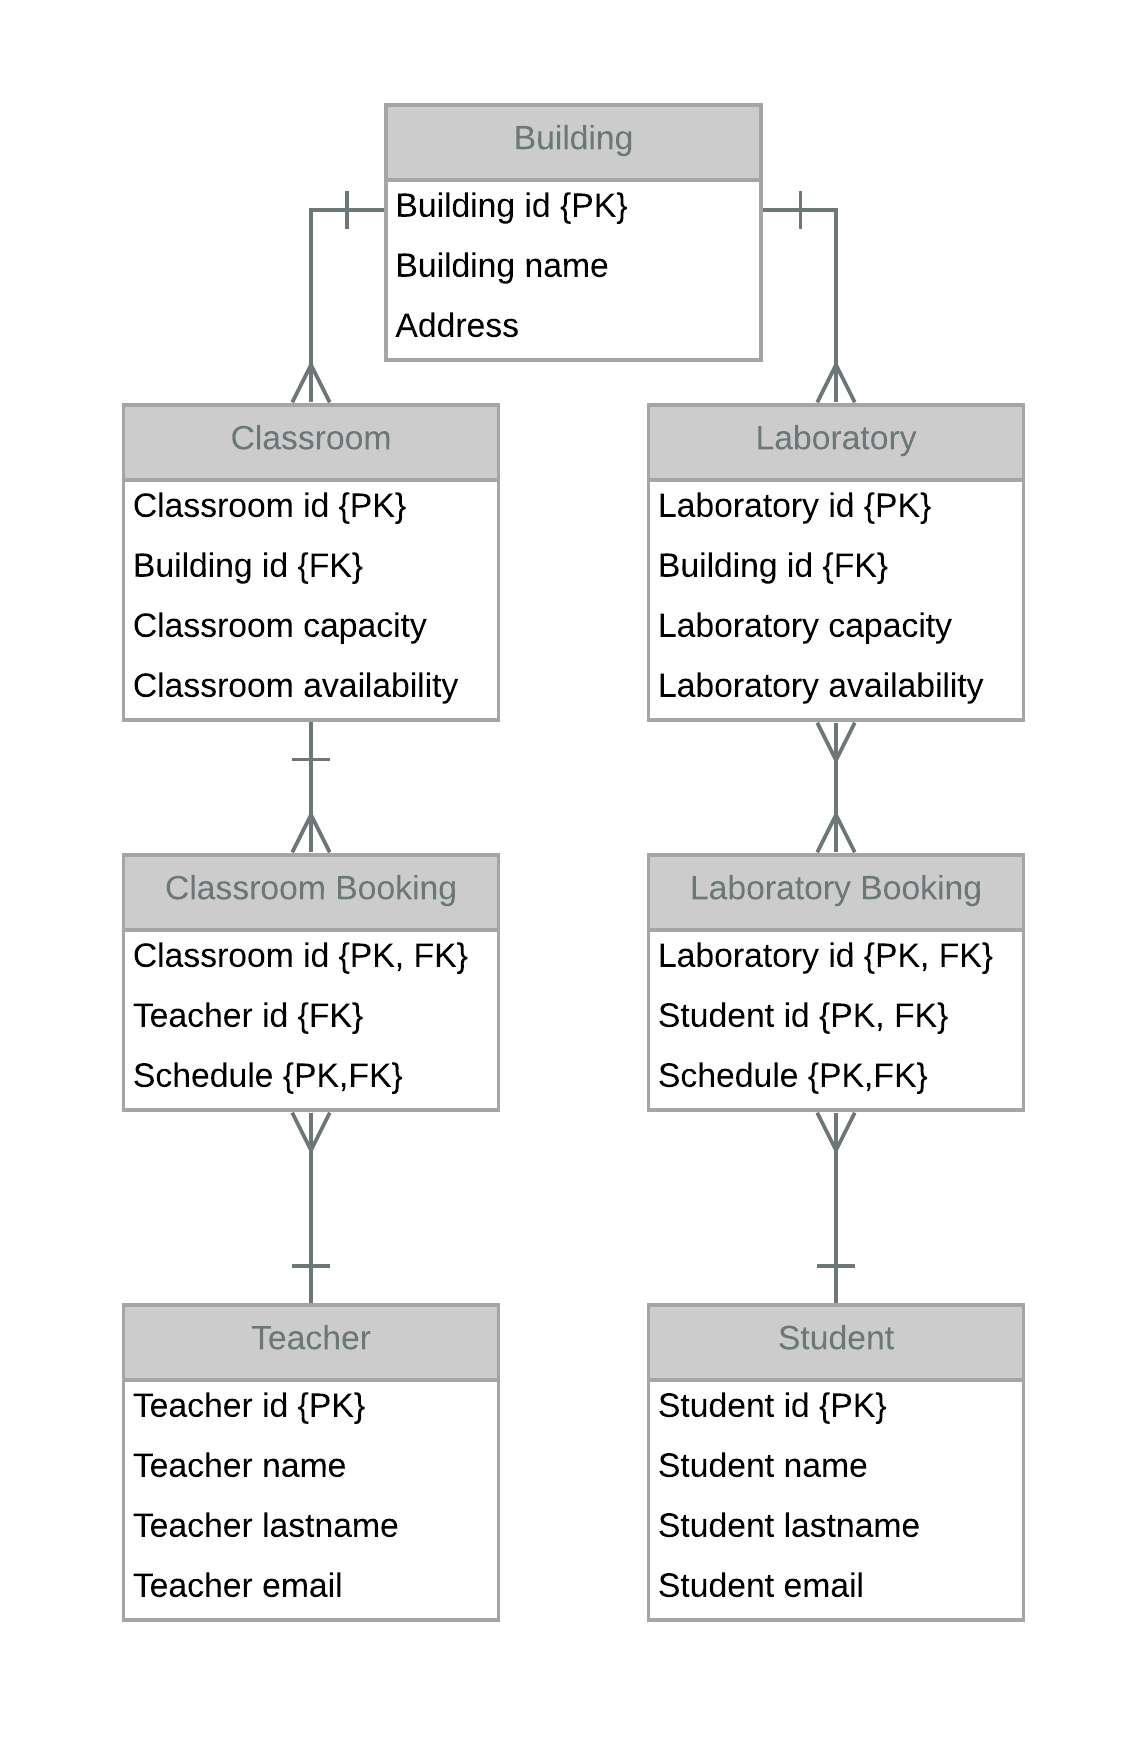 Building
Building id {PK}
Building name
Address
Classroom
Classroom id {PK}
Building id {FK}
Classroom capacity
Classroom availability
Laboratory
Laboratory id {PK}
Building id {FK}
Laboratory capacity
Laboratory availability
Classroom Booking
Classroom id {PK, FK}
Teacher id {FK}
Schedule {PK,FK}
Laboratory Booking
Laboratory id {PK, FK}
Student id {PK, FK}
Schedule {PK,FK}
Teacher
Teacher id {PK}
Teacher name
Teacher lastname
Teacher email
Student
Student id {PK}
Student name
Student lastname
Student email